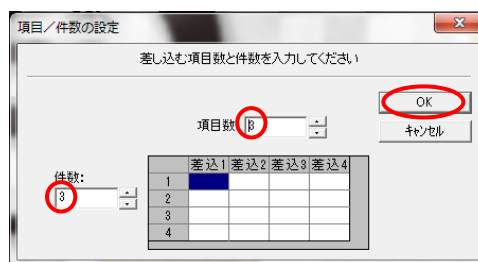 項目／件数の設定
差し込む項目数と件数を入力してください
OK
項目数: 3
キャンセル
件数:
3
差込1 差込2 差込3 差込4
1
2
3
4